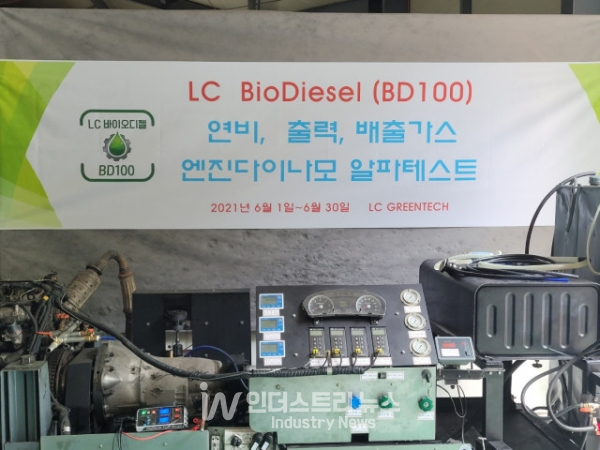 LC BioDiesel (BD100)
LC 바이오디젤
BD100
연비, 출력, 배출가스
엔진다이나모 알파테스트
2021년 6월 1일~6월 30일 LC GREENTECH
iN 인더스트리뉴스
Industry News